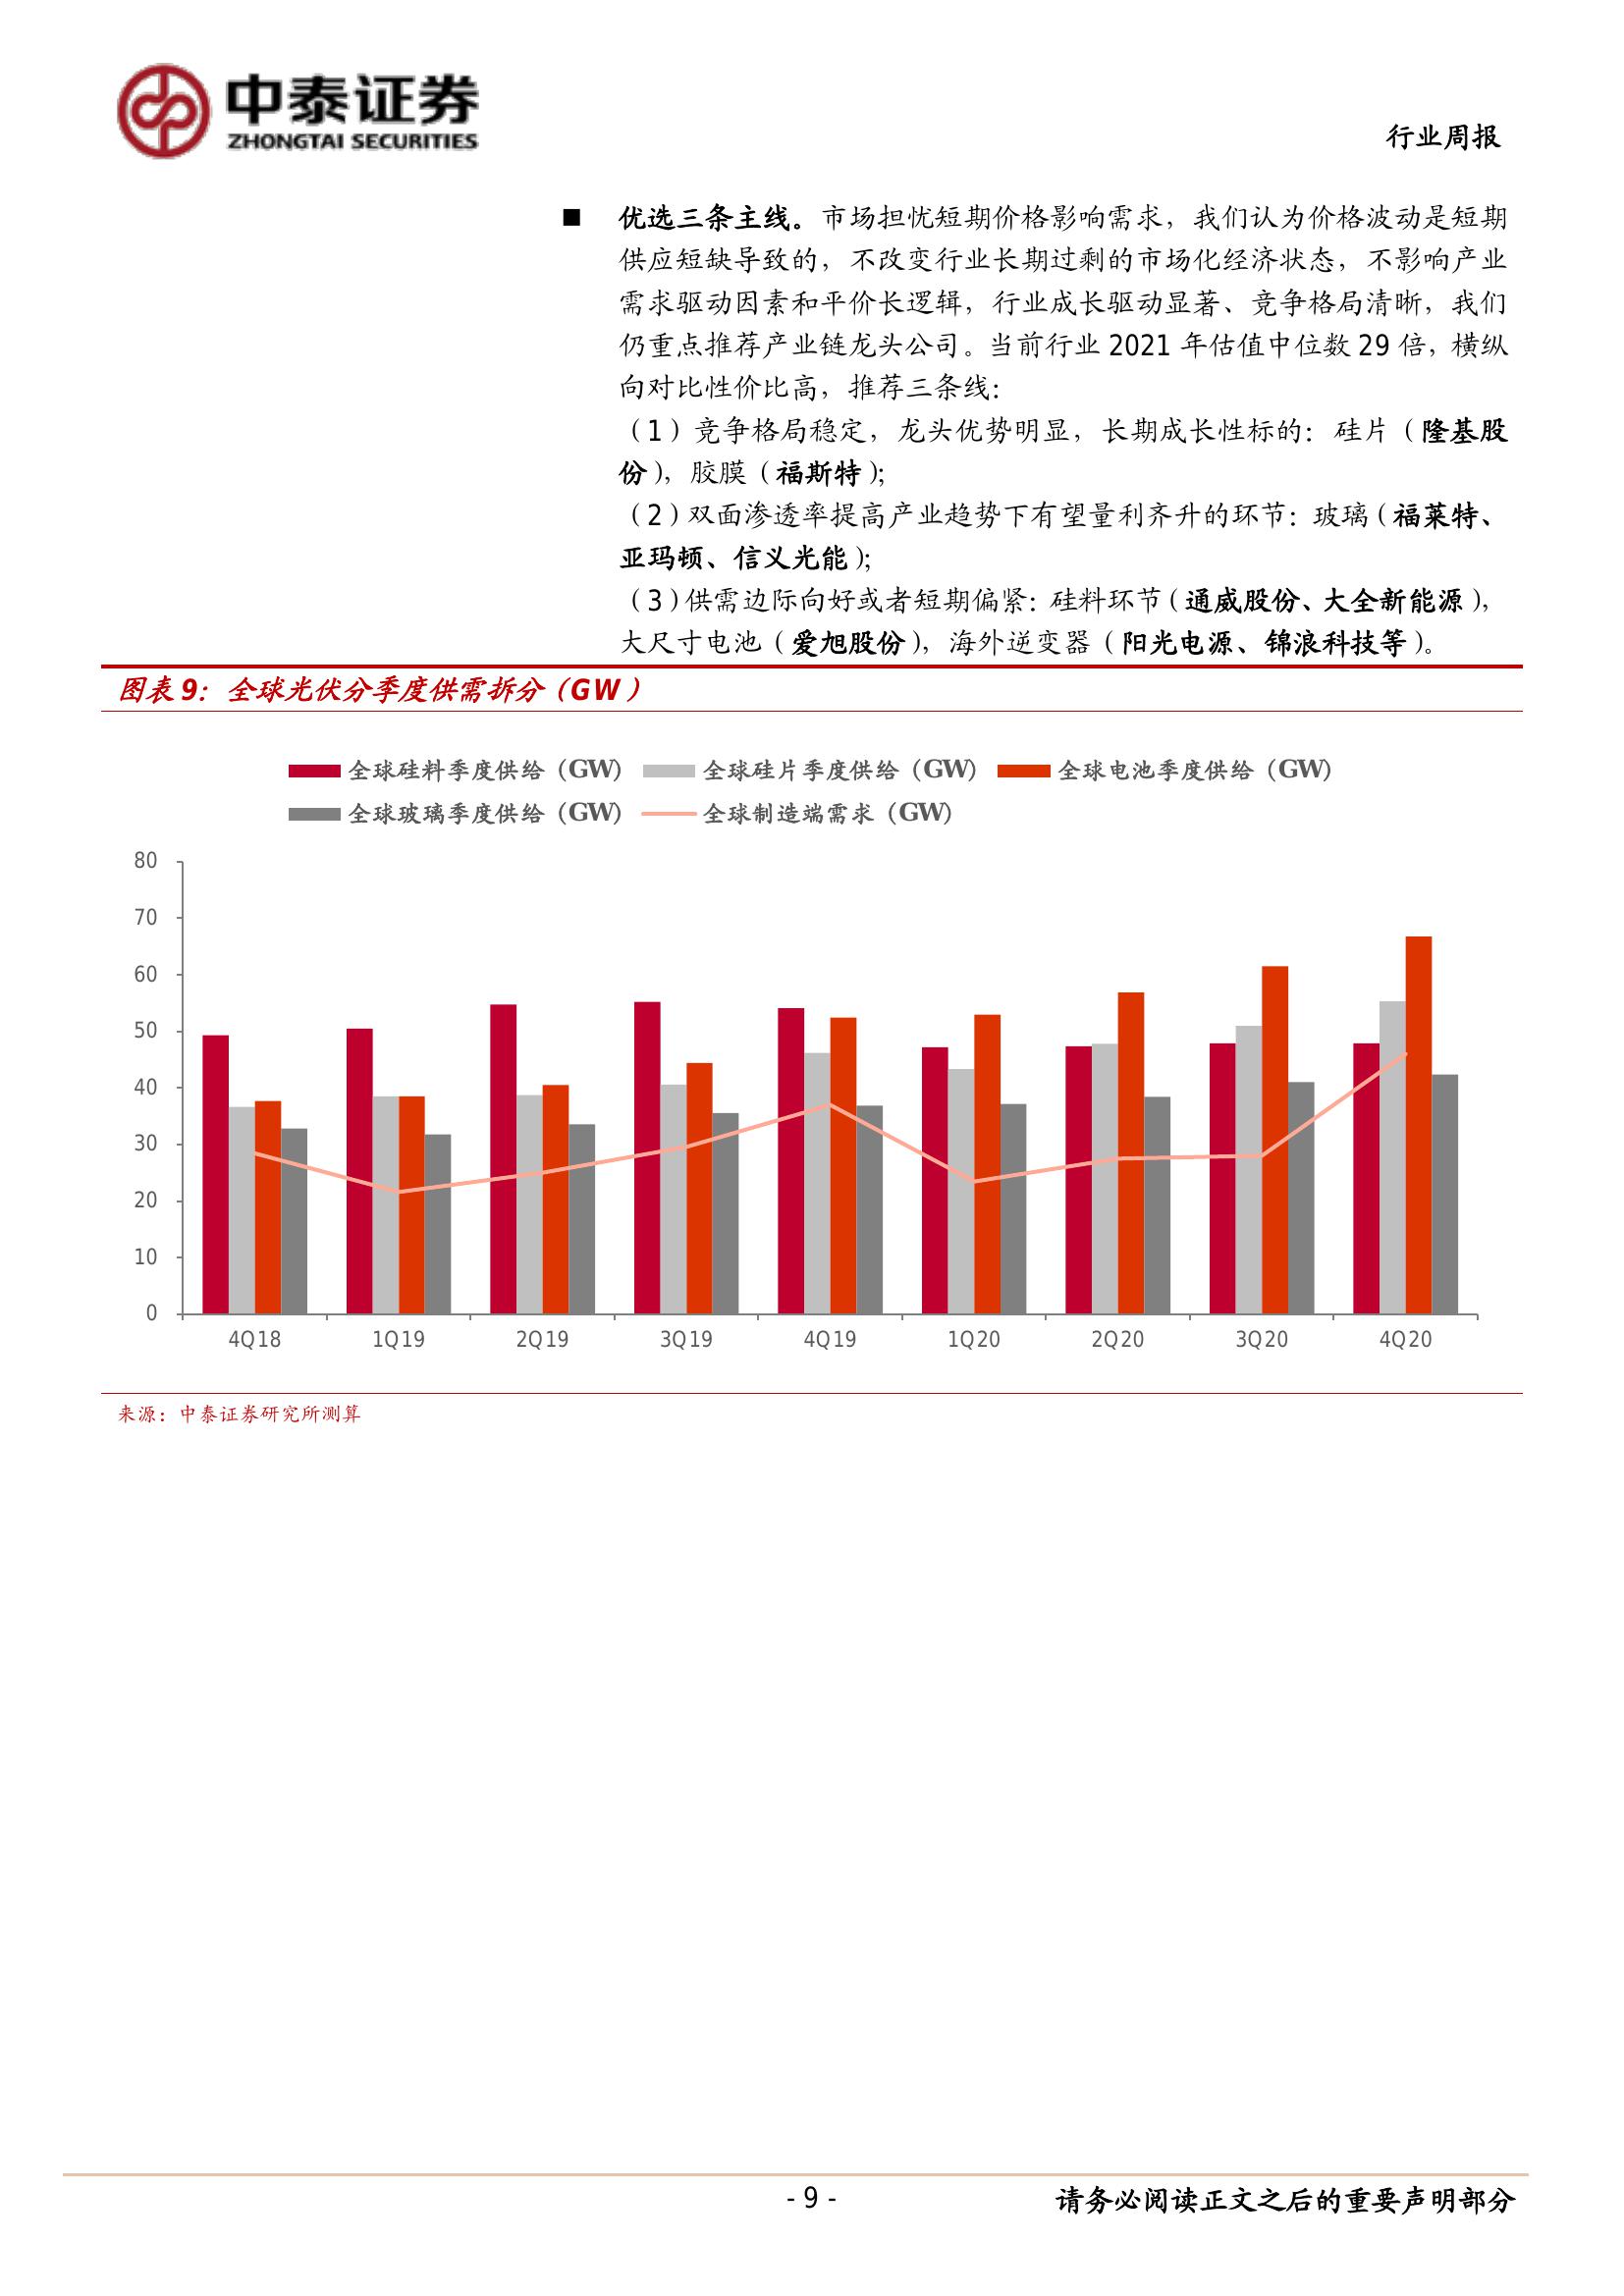 中泰证券
ZHONGTAI SECURITIES
行业周报
■ 优选三条主线。市场担忧短期价格影响需求，我们认为价格波动是短期
供应短缺导致的，不改变行业长期过剩的市场化经济状态，不影响产业
需求驱动因素和平价长逻辑，行业成长驱动显著、竞争格局清晰，我们
仍重点推荐产业链龙头公司。当前行业 2021 年估值中位数 29 倍，横纵
向对比性价比高，推荐三条线：
（1）竞争格局稳定，龙头优势明显，长期成长性标的：硅片（隆基股
份），胶膜（福斯特）；
（2）双面渗透率提高产业趋势下有望量利齐升的环节：玻璃（福莱特、
亚玛顿、信义光能）；
（3）供需边际向好或者短期偏紧：硅料环节（通威股份、大全新能源），
大尺寸电池（爱旭股份），海外逆变器（阳光电源、锦浪科技等）。
图表 9：全球光伏分季度供需拆分（GW）
全球硅料季度供给（GW） 全球硅片季度供给（GW） 全球电池季度供给（GW）
全球玻璃季度供给（GW） 全球制造端需求（GW）
80
70
60
50
40
30
20
10
0
4Q18 1Q19 2Q19 3Q19 4Q19 1Q20 2Q20 3Q20 4Q20
来源：中泰证券研究所测算
- 9 - 请务必阅读正文之后的重要声明部分